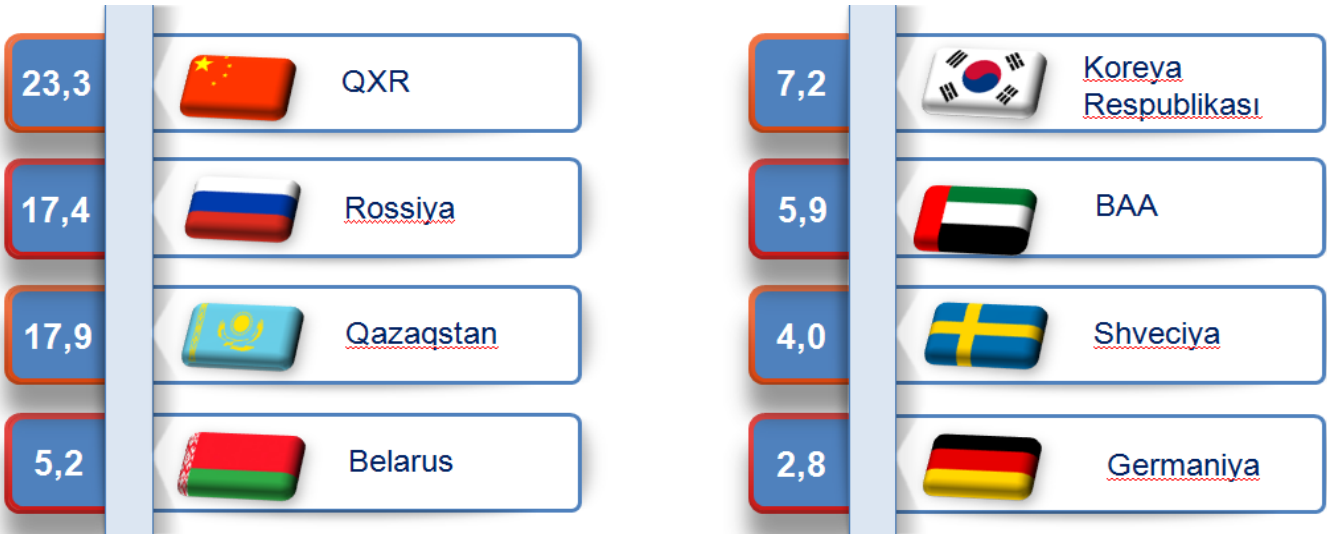 23,3 QXR
17,4 Rossiya
17,9 Qazaqstan
5,2 Belarus
7,2 Koreya
Respublikası
5,9 BAA
4,0 Shveciya
2,8 Germaniya